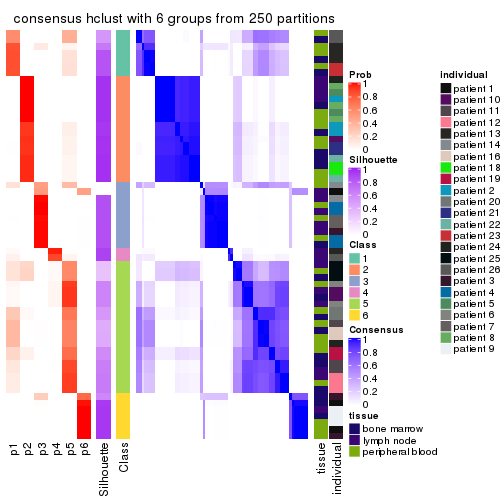 consensus hclust with 6 groups from 250 partitions
p1
p2
p3
p4
p5
p6
Silhouette
Class
tissue
individual
Prob
1
0.8
0.6
0.4
0.2
0
Silhouette
1
0.8
0.6
0.4
0.2
0
Class
1
2
3
4
5
6
Consensus
1
0.8
0.6
0.4
0.2
0
tissue
bone marrow
lymph node
peripheral blood
individual
patient 1
patient 10
patient 11
patient 12
patient 13
patient 14
patient 16
patient 18
patient 19
patient 2
patient 20
patient 21
patient 22
patient 23
patient 24
patient 25
patient 26
patient 3
patient 4
patient 5
patient 6
patient 7
patient 8
patient 9